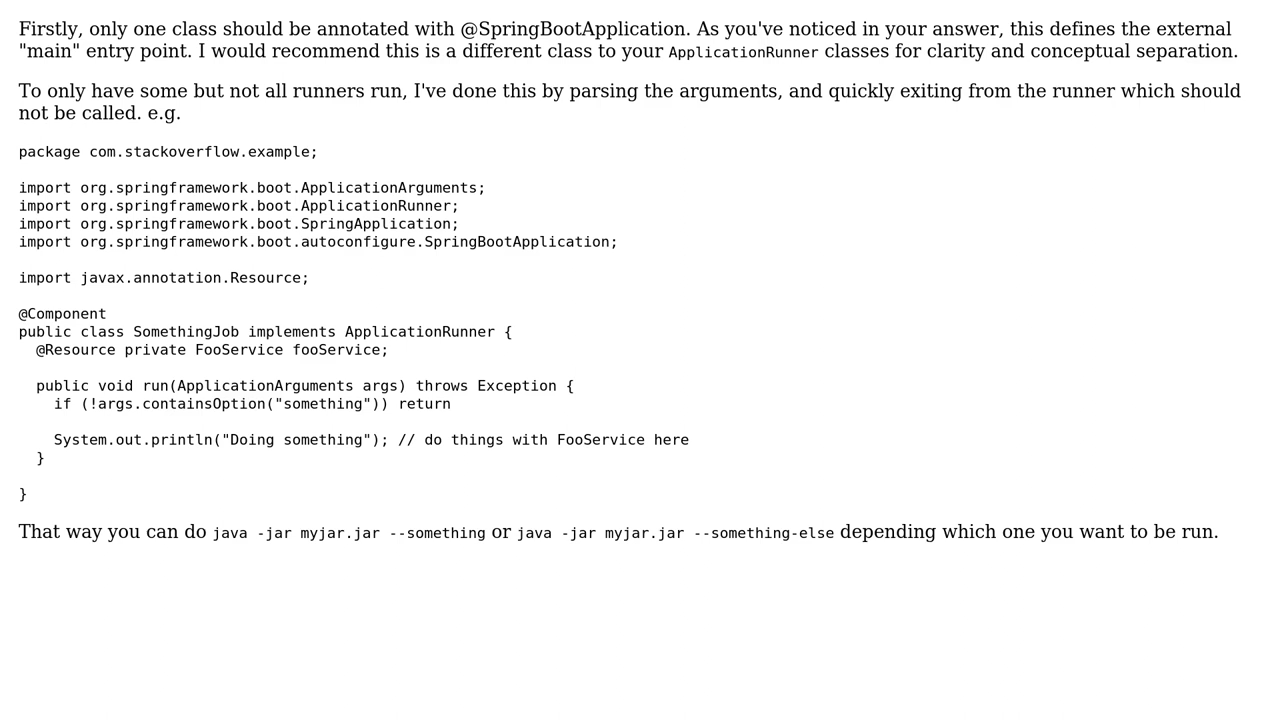 Firstly, only one class should be annotated with @SpringBootApplication. As you've noticed in your answer, this defines the external
"main" entry point. I would recommend this is a different class to your ApplicationRunner classes for clarity and conceptual separation.
To only have some but not all runners run, I've done this by parsing the arguments, and quickly exiting from the runner which should
not be called. e.g.
package com.stackoverflow.example;
import org.springframework.boot.ApplicationArguments;
import org.springframework.boot.ApplicationRunner;
import org.springframework.boot.SpringApplication;
import org.springframework.boot.autoconfigure.SpringBootApplication;
import javax.annotation.Resource;
@Component
public class SomethingJob implements ApplicationRunner {
  @Resource private FooService fooService;
  public void run(ApplicationArguments args) throws Exception {
    if (!args.containsOption("something")) return
    System.out.println("Doing something"); // do things with FooService here
  }
}
That way you can do java -jar myjar.jar --something or java -jar myjar.jar --something-else depending which one you want to be run.